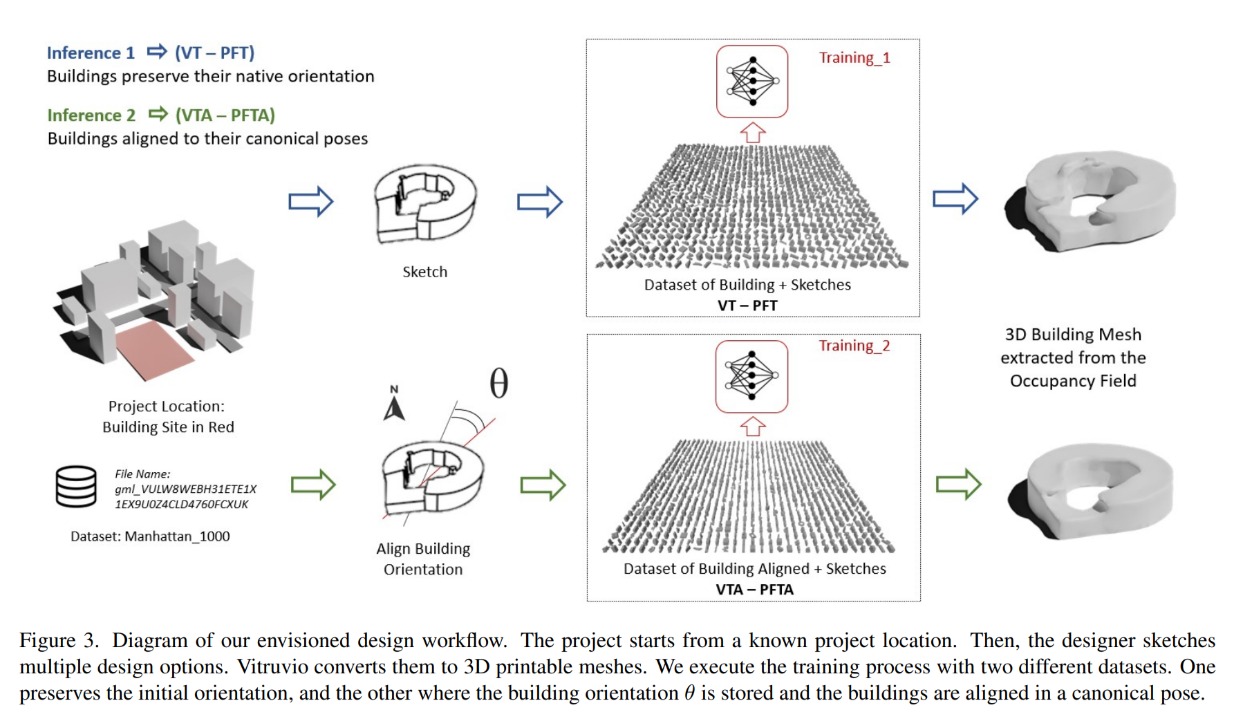 Inference 1 ⇨ (VT – PFT)
Buildings preserve their native orientation
Inference 2 ⇨ (VTA – PFTA)
Buildings aligned to their canonical poses
Project Location:
Building Site in Red
File Name:
gml_VULW8WEBH31ETE1X
1EX9U0Z4CLD4760FCXUK
Dataset: Manhattan_1000
Sketch
N
θ
Align Building
Orientation
Training_1
Dataset of Building + Sketches
VT – PFT
Training_2
Dataset of Building Aligned + Sketches
VTA – PFTA
3D Building Mesh
extracted from the
Occupancy Field
Figure 3. Diagram of our envisioned design workflow. The project starts from a known project location. Then, the designer sketches
multiple design options. Vitruvio converts them to 3D printable meshes. We execute the training process with two different datasets. One
preserves the initial orientation, and the other where the building orientation θ is stored and the buildings are aligned in a canonical pose.